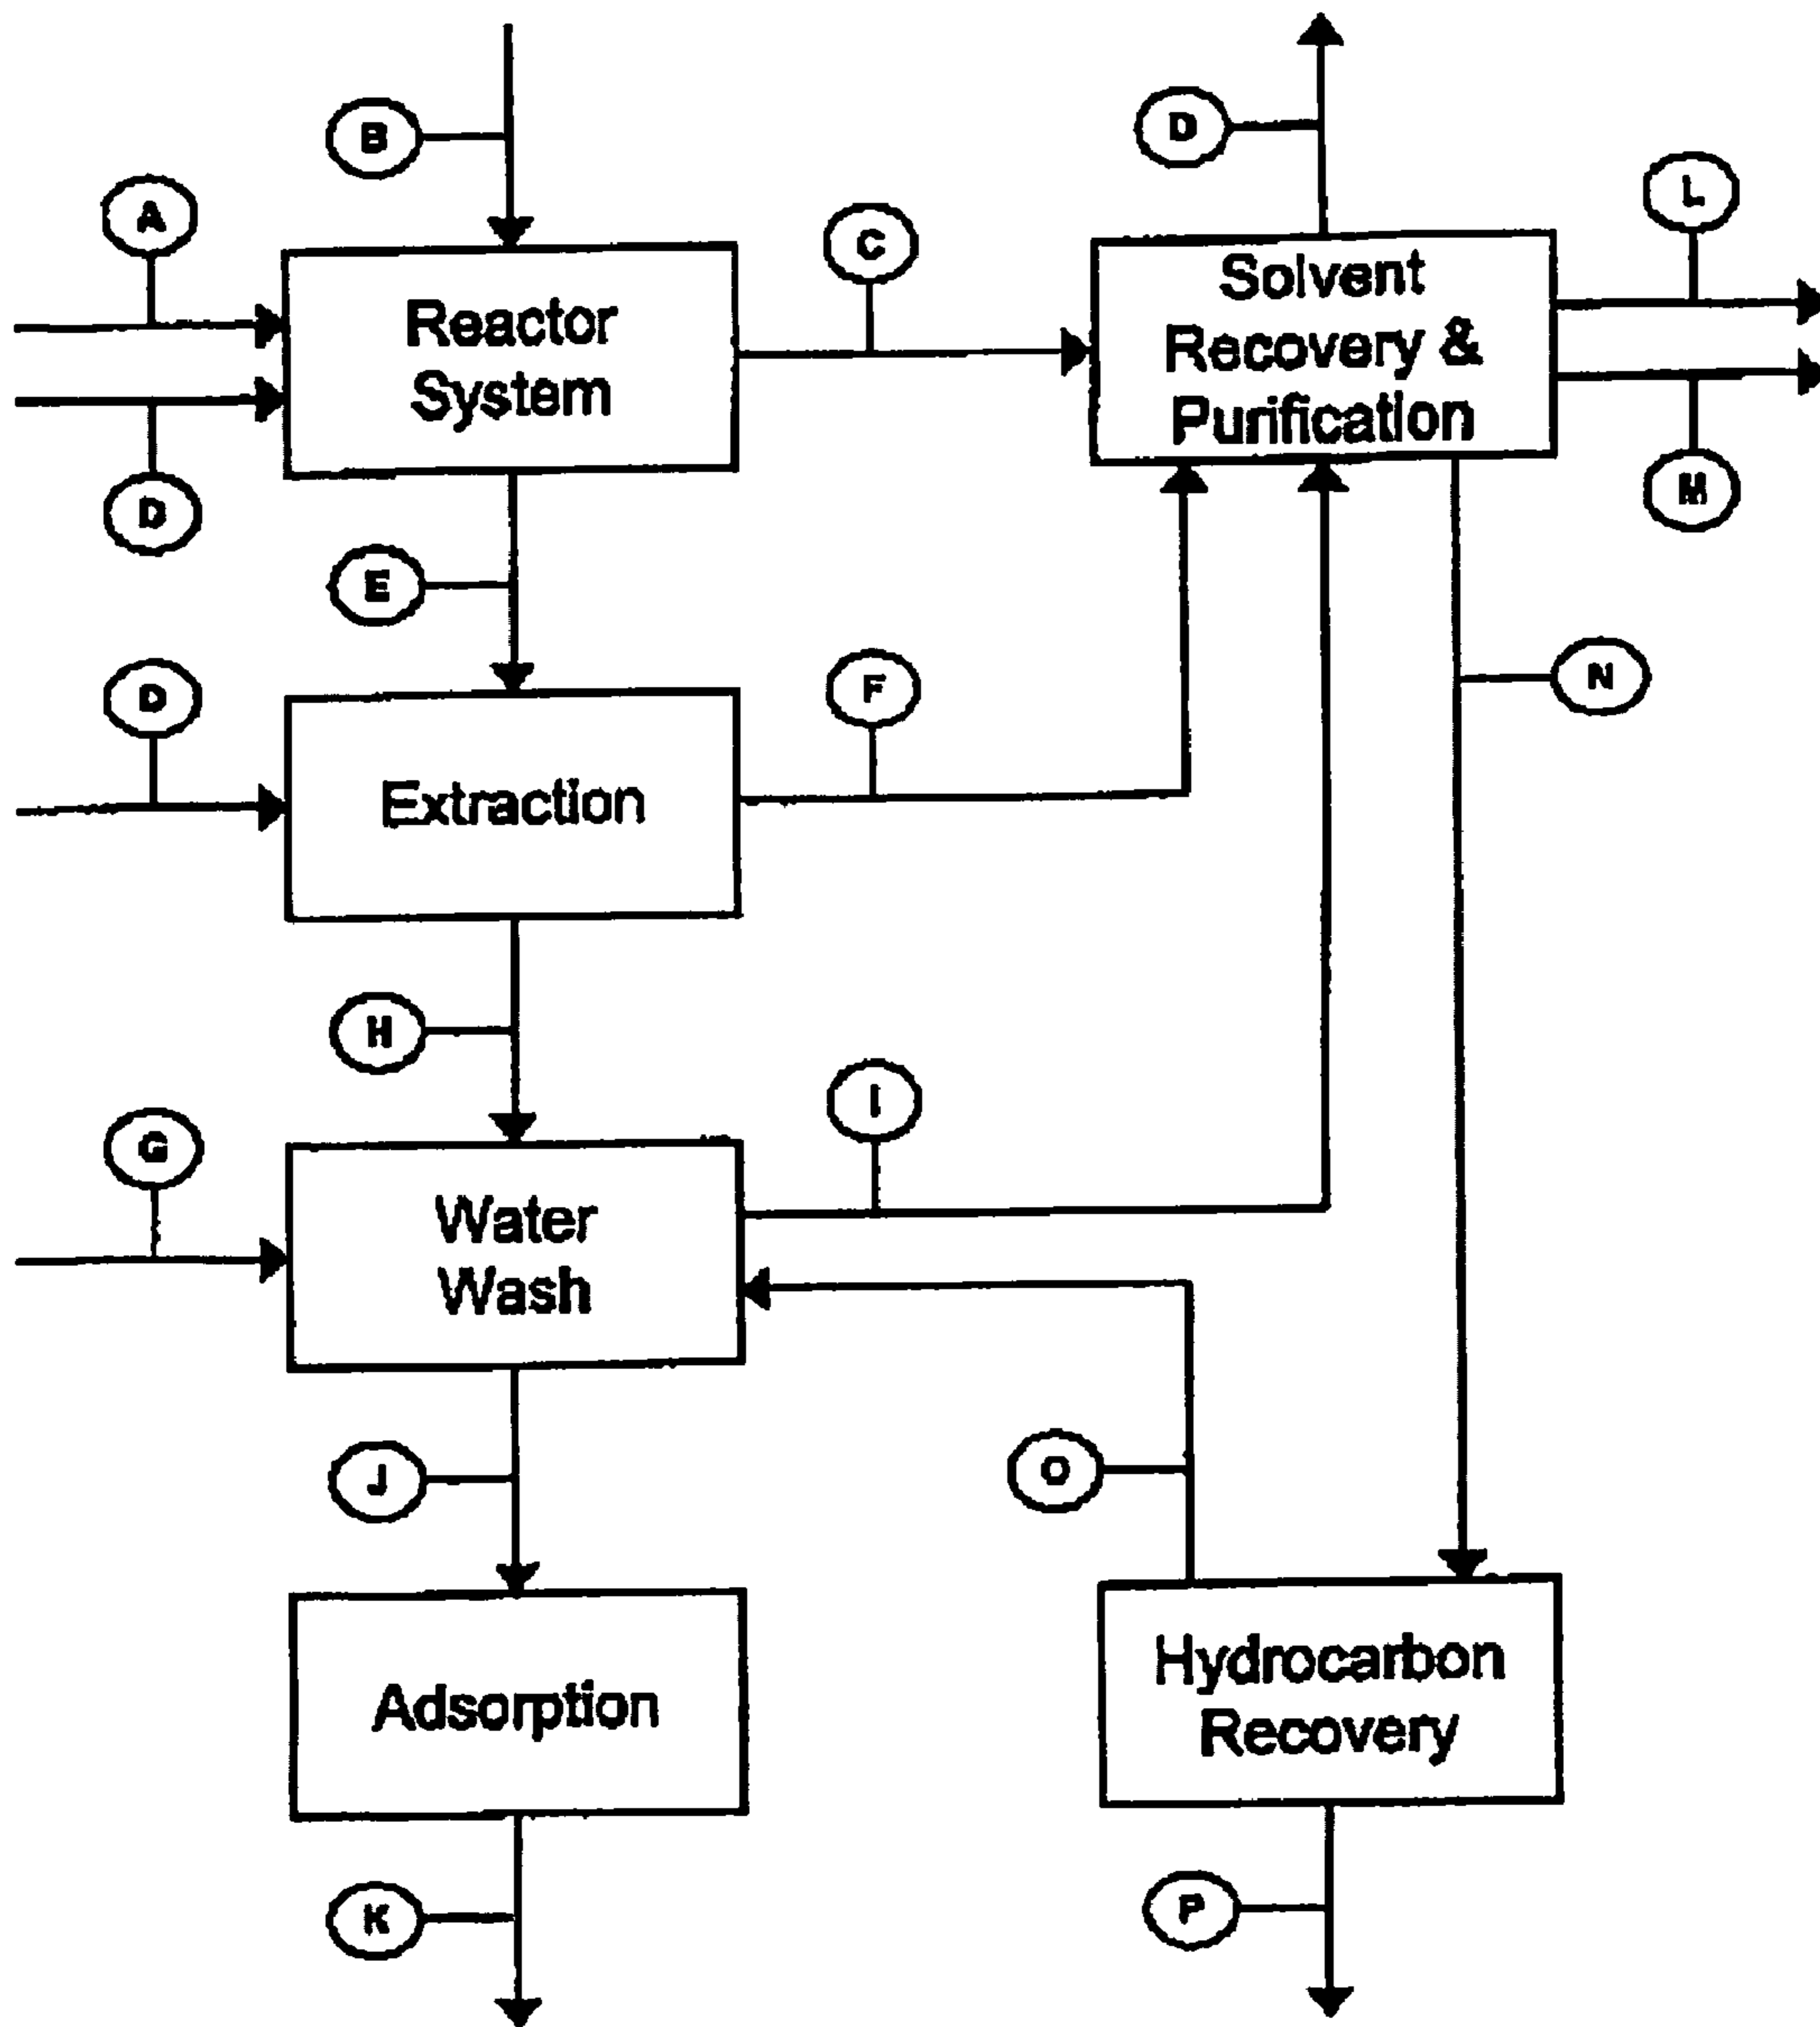 B
D
A
L
C
Reactor
System
Solvent
Recovery &
Purification
D
M
E
D
F
N
Extraction
H
I
G
Water
Wash
J
O
Adsorption
Hydrocarbon
Recovery
K
P